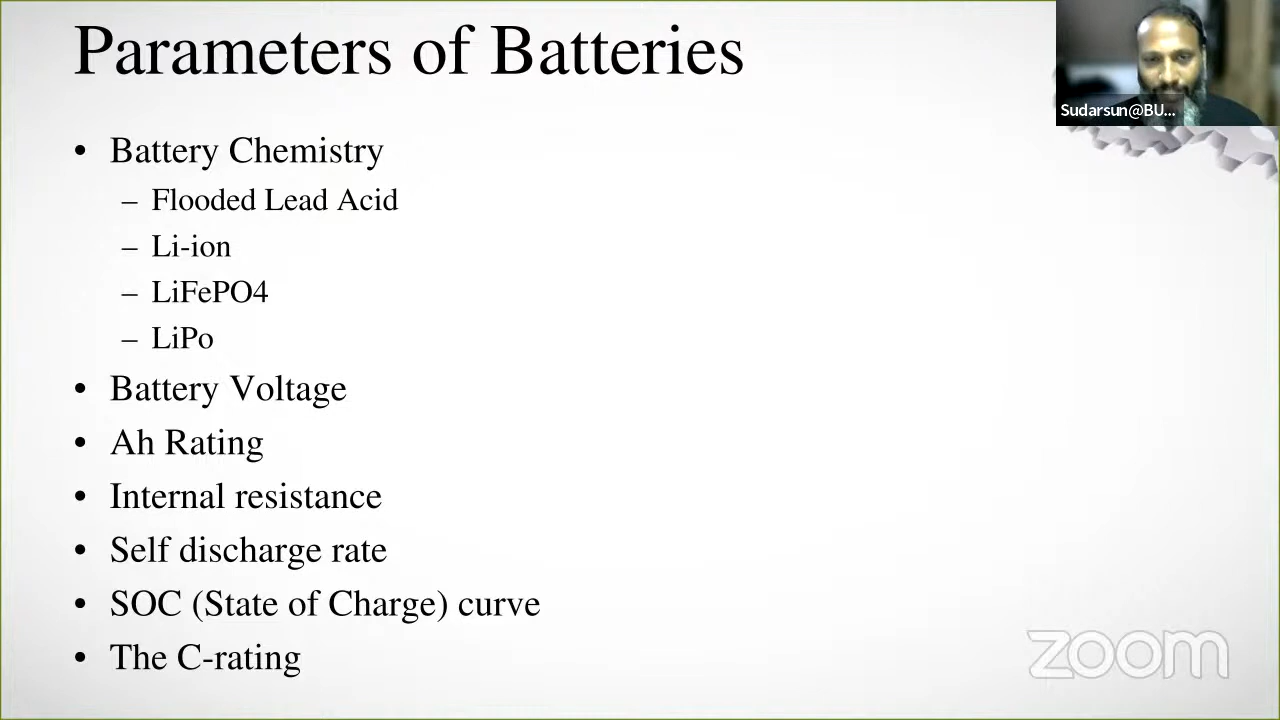 Parameters of Batteries
Sudarsun@BU...
• Battery Chemistry
– Flooded Lead Acid
– Li-ion
– LiFePO4
– LiPo
• Battery Voltage
• Ah Rating
• Internal resistance
• Self discharge rate
• SOC (State of Charge) curve
• The C-rating
zoom